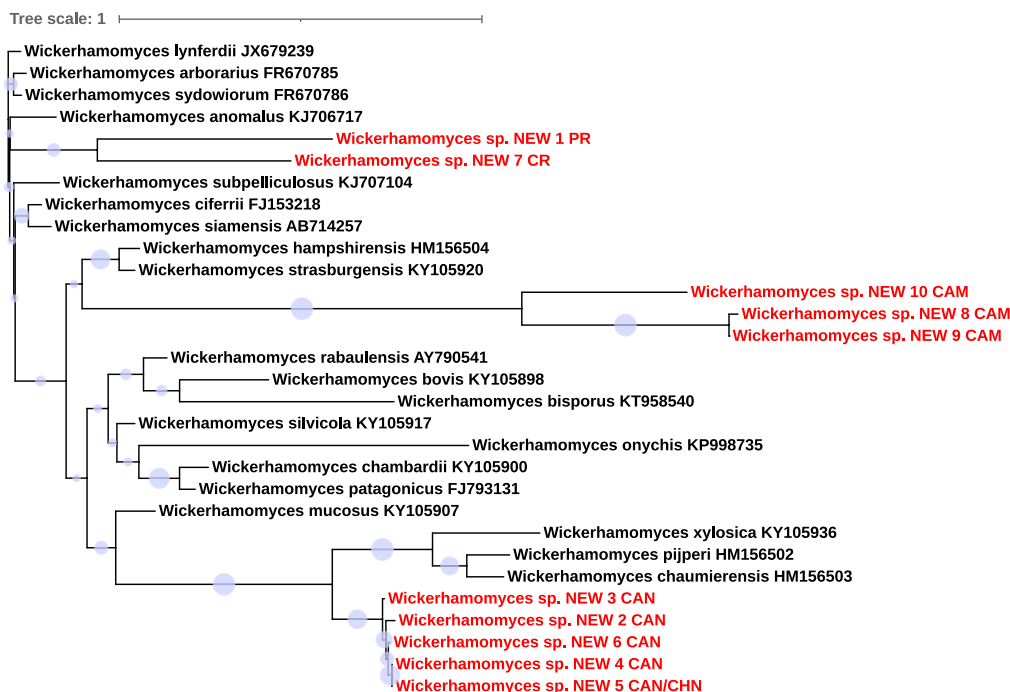 Tree scale: 1
Wickerhamomyces lynferdii JX679239
Wickerhamomyces arborarius FR670785
Wickerhamomyces sydowiorum FR670786
Wickerhamomyces anomalus KJ706717
Wickerhamomyces sp. NEW 1 PR
Wickerhamomyces sp. NEW 7 CR
Wickerhamomyces subpelliculosus KJ707104
Wickerhamomyces ciferrii FJ153218
Wickerhamomyces siamensis AB714257
Wickerhamomyces hampshirensis HM156504
Wickerhamomyces strasburgensis KY105920
Wickerhamomyces sp. NEW 10 CAM
Wickerhamomyces sp. NEW 8 CAM
Wickerhamomyces sp. NEW 9 CAM
Wickerhamomyces rabaulensis AY790541
Wickerhamomyces bovis KY105898
Wickerhamomyces bisporus KT958540
Wickerhamomyces silvicola KY105917
Wickerhamomyces onychis KP998735
Wickerhamomyces chambardii KY105900
Wickerhamomyces patagonicus FJ793131
Wickerhamomyces mucosus KY105907
Wickerhamomyces xylosica KY105936
Wickerhamomyces pijperi HM156502
Wickerhamomyces chaumierensis HM156503
Wickerhamomyces sp. NEW 3 CAN
Wickerhamomyces sp. NEW 2 CAN
Wickerhamomyces sp. NEW 6 CAN
Wickerhamomyces sp. NEW 4 CAN
Wickerhamomyces sp. NEW 5 CAN/CHN